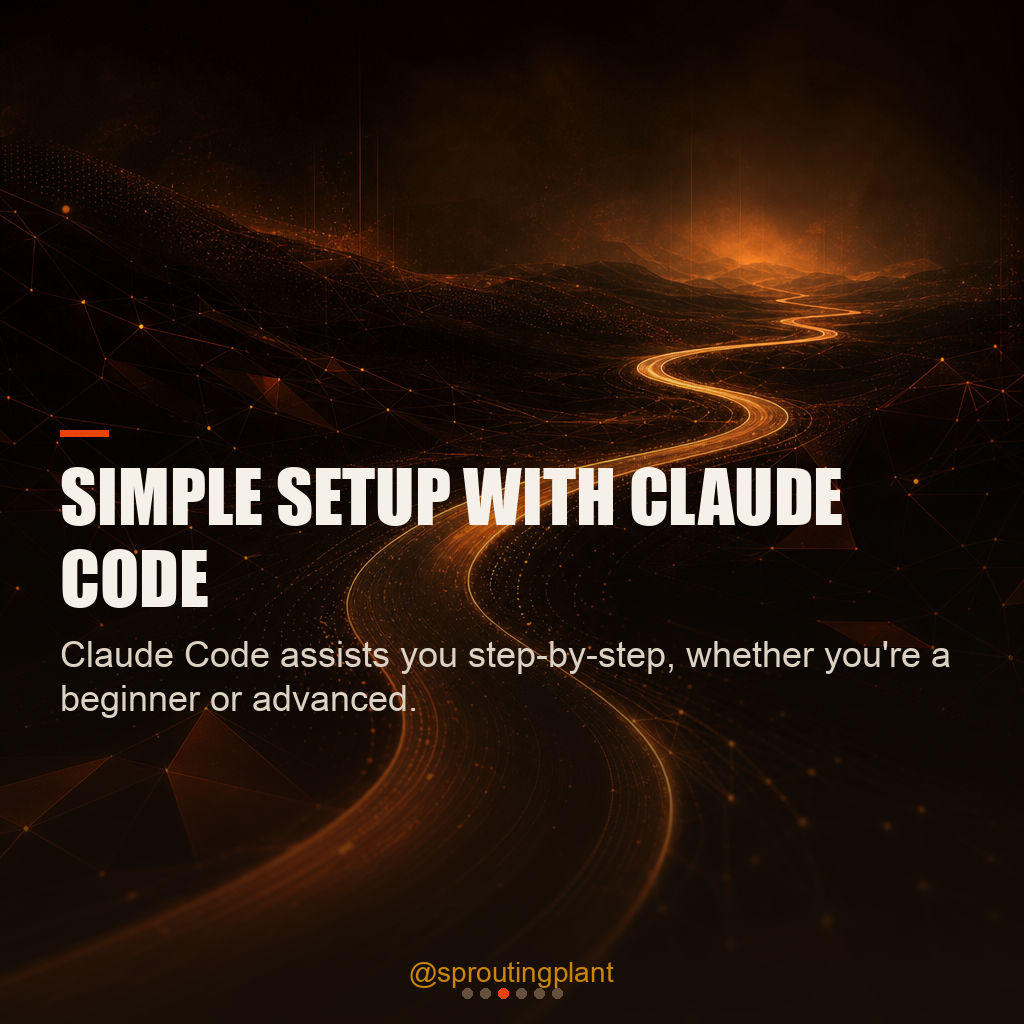 SIMPLE SETUP WITH CLAUDE
CODE
Claude Code assists you step-by-step, whether you're a
beginner or advanced.
@sproutingplant